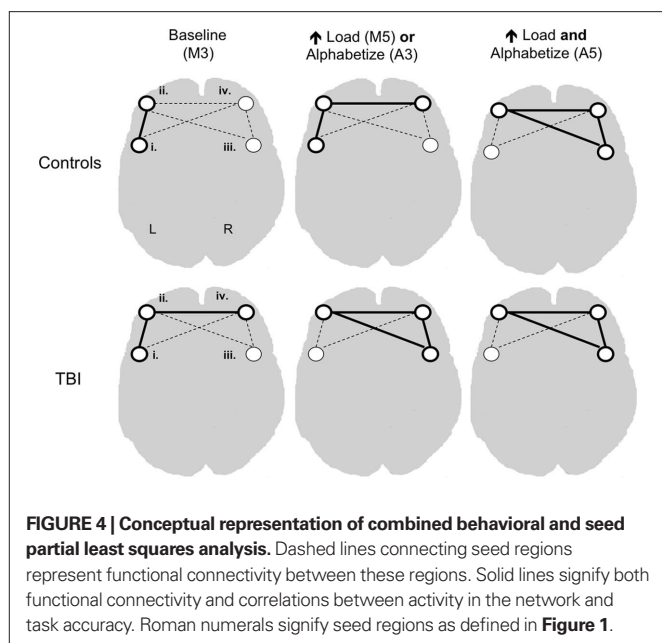 Baseline
(M3)
↑ Load (M5) or
Alphabetize (A3)
↑ Load and
Alphabetize (A5)
Controls
ii. iv.
i. iii.
L R
TBI
ii. iv.
i. iii.
FIGURE 4 | Conceptual representation of combined behavioral and seed
partial least squares analysis. Dashed lines connecting seed regions
represent functional connectivity between these regions. Solid lines signify both
functional connectivity and correlations between activity in the network and
task accuracy. Roman numerals signify seed regions as defined in Figure 1.